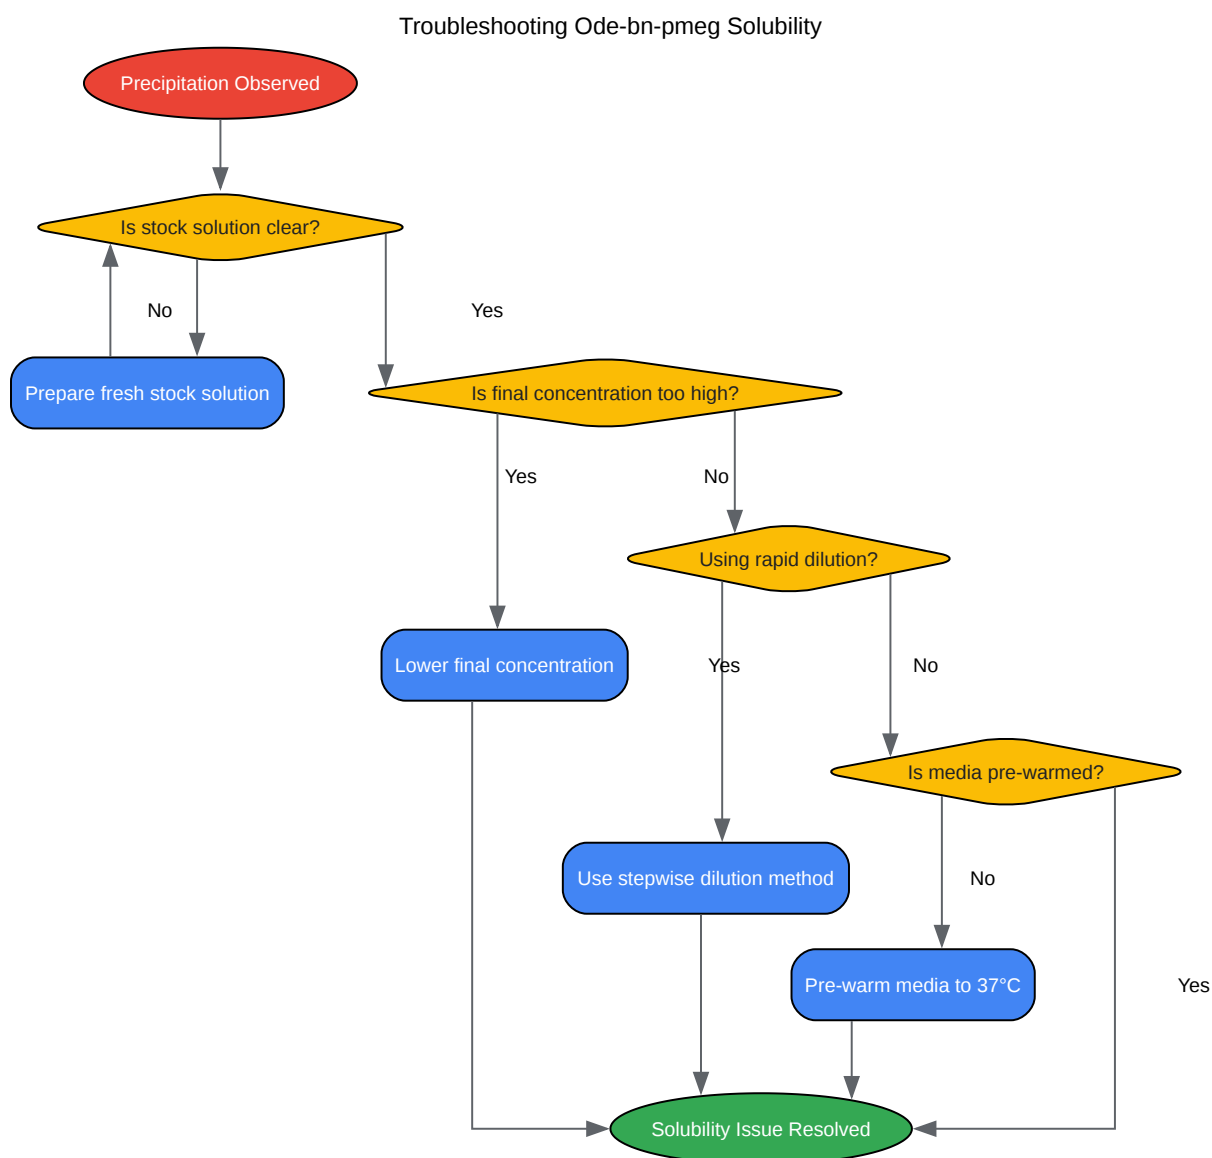 Troubleshooting Ode-bn-pmeg Solubility
Precipitation Observed
Is stock solution clear?
No
Yes
Prepare fresh stock solution
Is final concentration too high?
Yes
No
Using rapid dilution?
Lower final concentration
Yes
No
Is media pre-warmed?
Use stepwise dilution method
No
Pre-warm media to 37°C
Yes
Solubility Issue Resolved